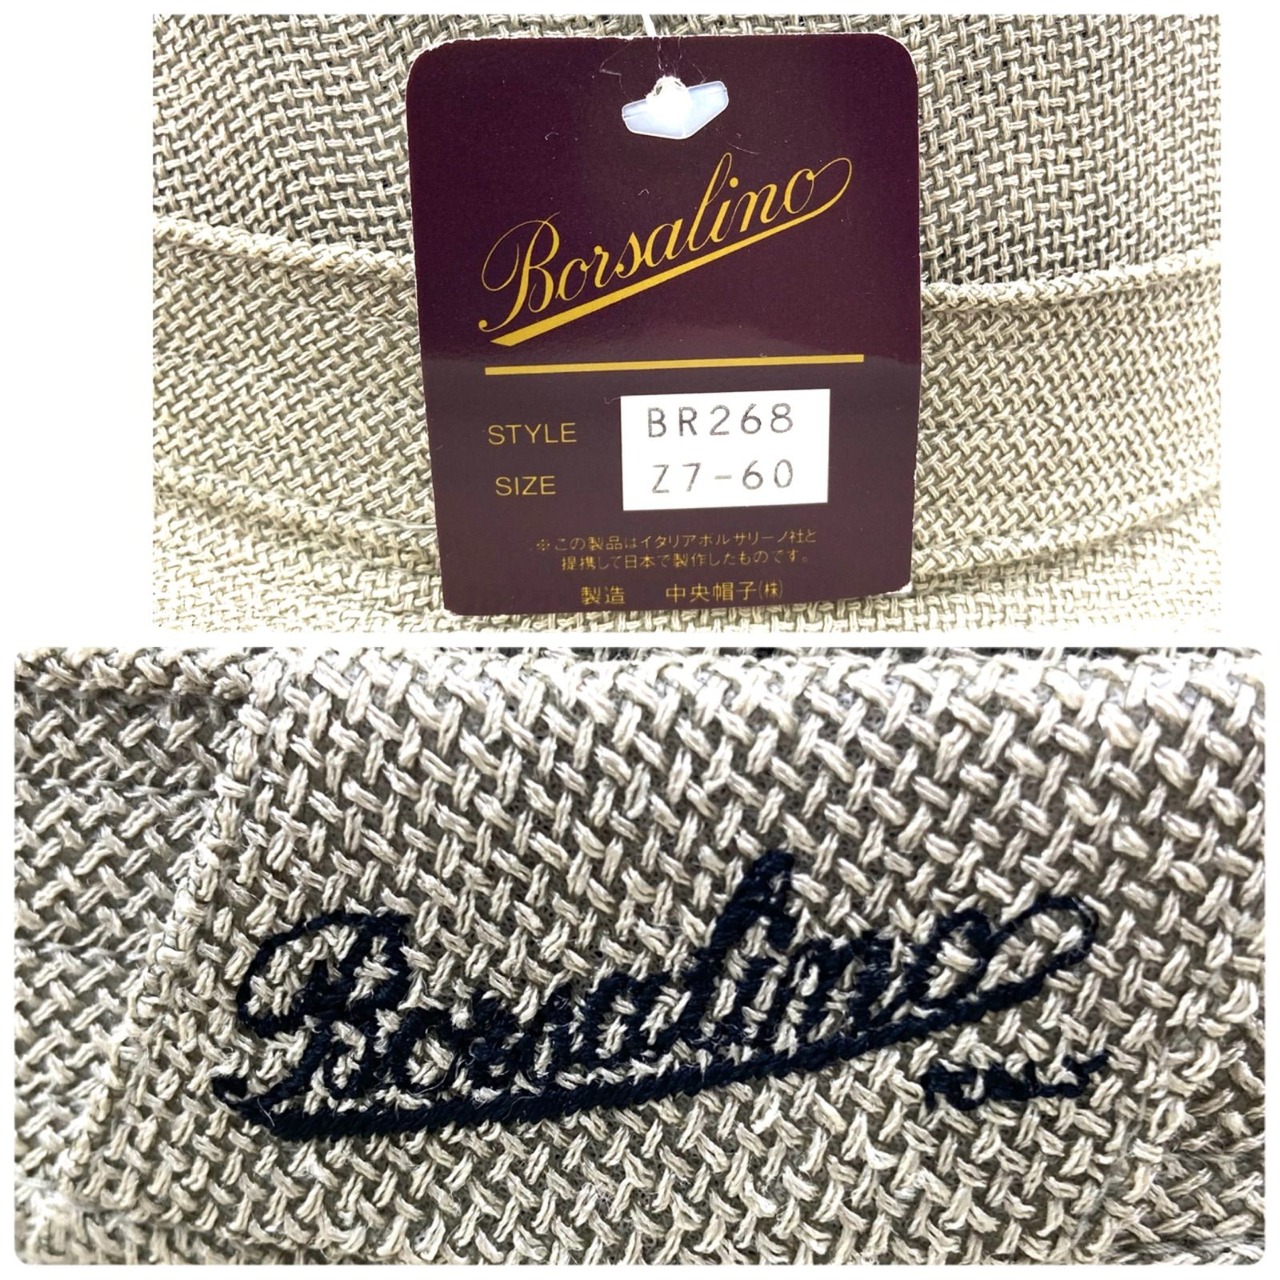 Borsalino
STYLE BR268
SIZE Z7-60
※この製品はイタリアボルサリーノ社と
提携して日本で製作したものです。
製造 中央帽子(株)
Borsalino